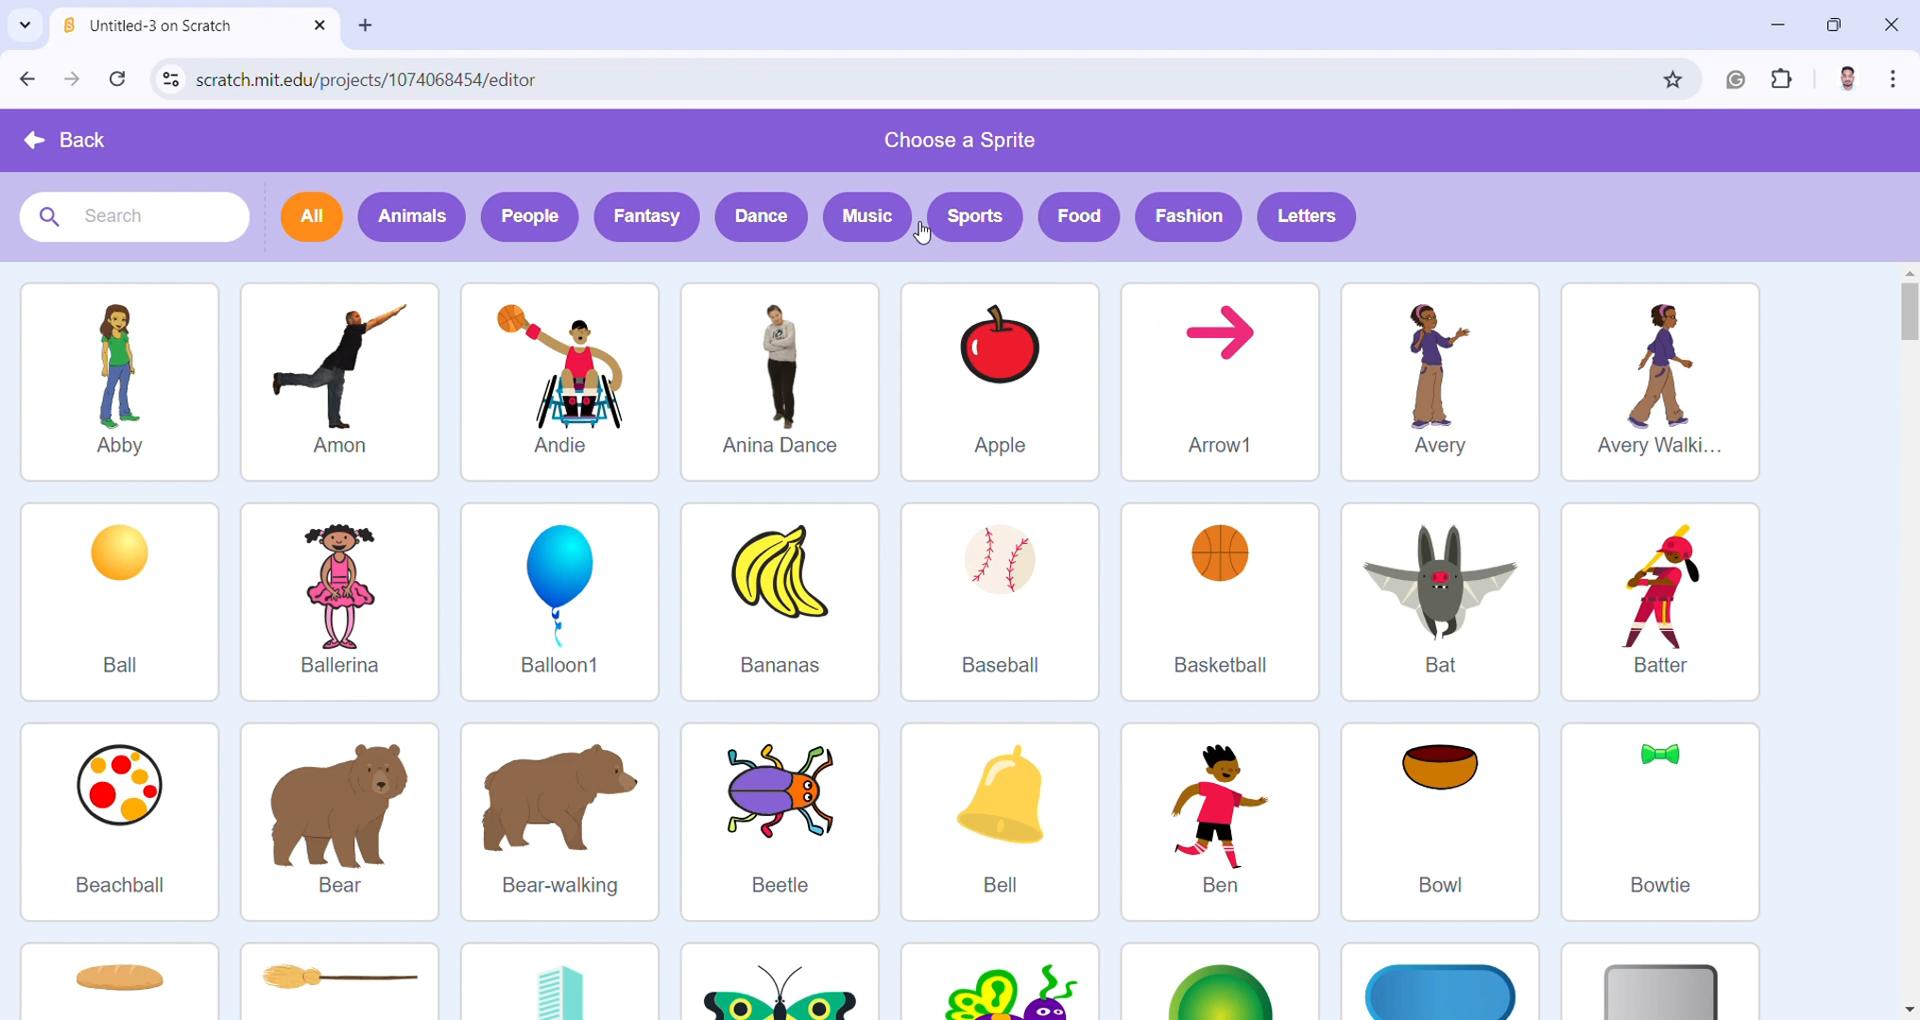 Untitled-3 on Scratch
scratch.mit.edu/projects/1074068454/editor
Back
Choose a Sprite
Search
All
Animals
People
Fantasy
Dance
Music
Sports
Food
Fashion
Letters
Abby
Amon
Andie
Anina Dance
Apple
Arrow1
Avery
Avery Walki...
Ball
Ballerina
Balloon1
Bananas
Baseball
Basketball
Bat
Batter
Beachball
Bear
Bear-walking
Beetle
Bell
Ben
Bowl
Bowtie